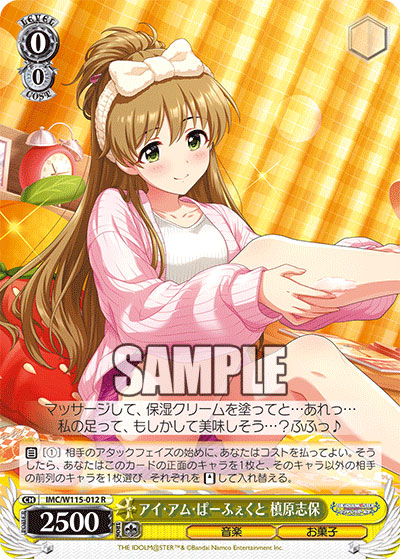 LEVEL
0
0
COST
SAMPLE
マッサージして、保湿クリームを塗ってと…あれっ…
私の足って、もしかして美味しそう…？ふふっ♪
自［①］相手のアタックフェイズの始めに、あなたはコストを払ってよい。そ
うしたら、あなたはこのカードの正面のキャラを1枚と、そのキャラ以外の相手
の前列のキャラを1枚選び、それぞれを［↓］して入れ替える。
CH IMC/W115-012 R
アイ・アム・ぱーふぇくと 槙原志保
2500
音楽
お菓子
THE IDOLM@STER™& ©Bandai Namco Entertainment Inc.